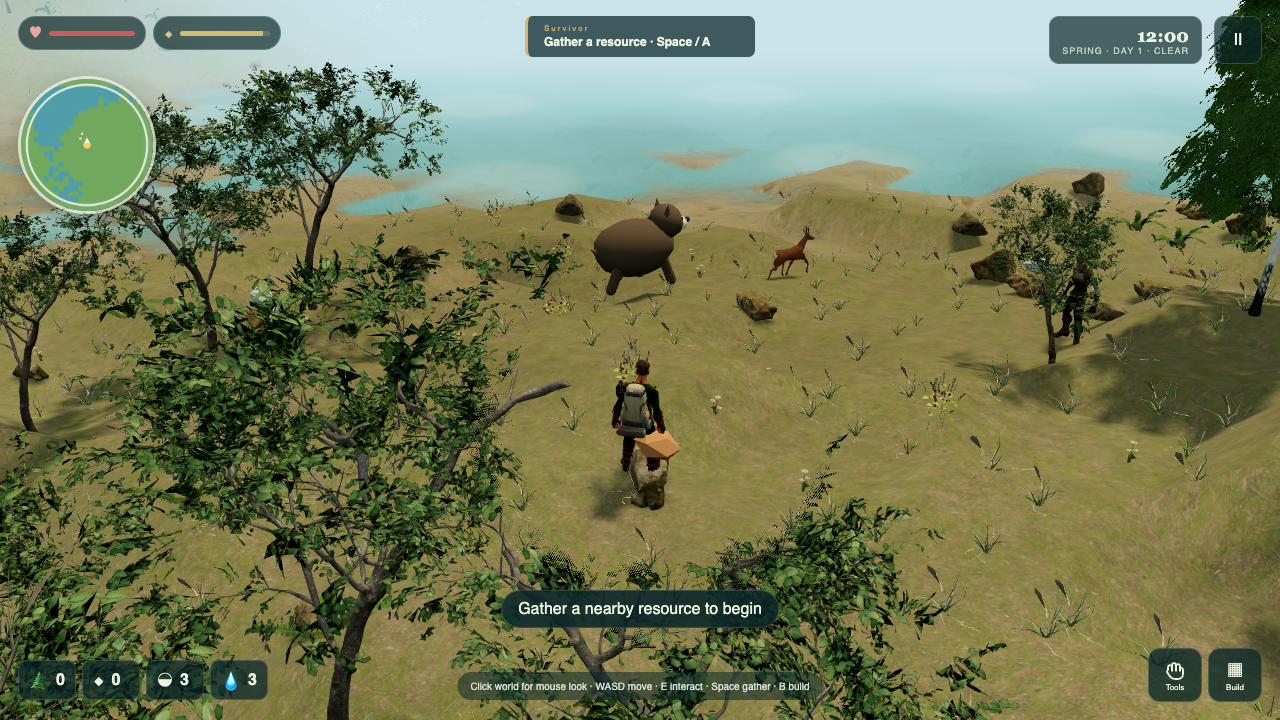 Survivor
Gather a resource · Space / A
12:00
SPRING · DAY 1 · CLEAR
Gather a nearby resource to begin
0
0
3
3
Click world for mouse look · WASD move · E interact · Space gather · B build
Tools
Build